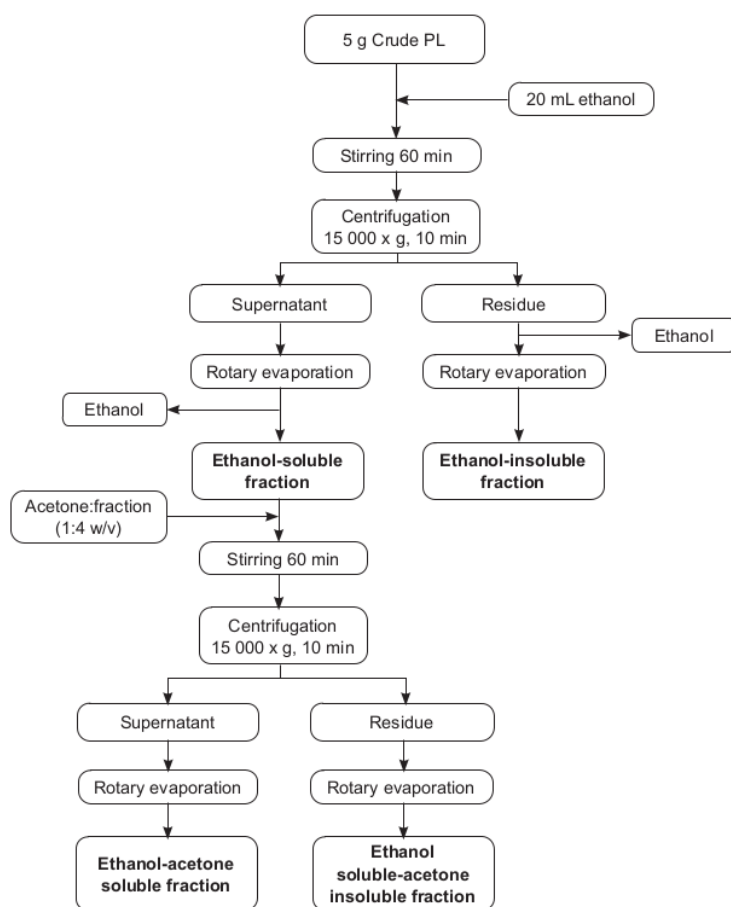 5 g Crude PL
20 mL ethanol
Stirring 60 min
Centrifugation
15 000 x g, 10 min
Supernatant
Residue
Ethanol
Rotary evaporation
Rotary evaporation
Ethanol
Ethanol-soluble
fraction
Ethanol-insoluble
fraction
Acetone:fraction
(1:4 w/v)
Stirring 60 min
Centrifugation
15 000 x g, 10 min
Supernatant
Residue
Rotary evaporation
Rotary evaporation
Ethanol-acetone
soluble fraction
Ethanol
soluble-acetone
insoluble fraction